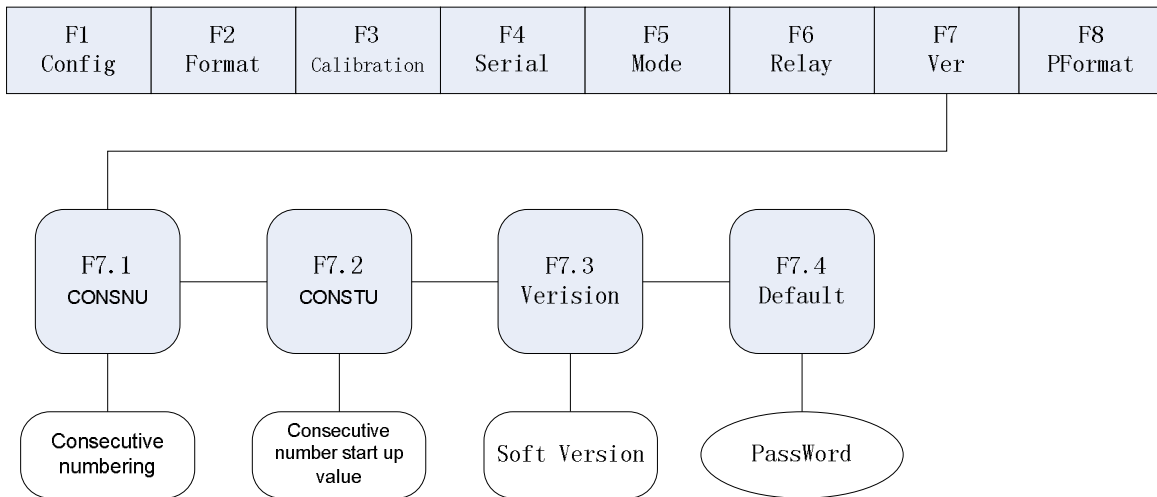 F1 F2 F3 F4 F5 F6 F7 F8
Config Format Calibration Serial Mode Relay Ver PFormat
F7.1 F7.2 F7.3 F7.4
CONSNU CONSTU Verision Default
Consecutive
numbering
Consecutive
number start up
value
Soft Version
PassWord